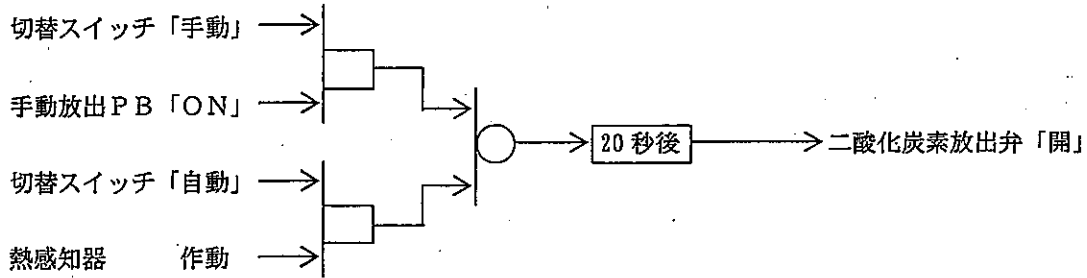 切替スイッチ「手動」
手動放出PB「ON」
切替スイッチ「自動」
熱感知器 作動
20秒後
二酸化炭素放出弁「開」